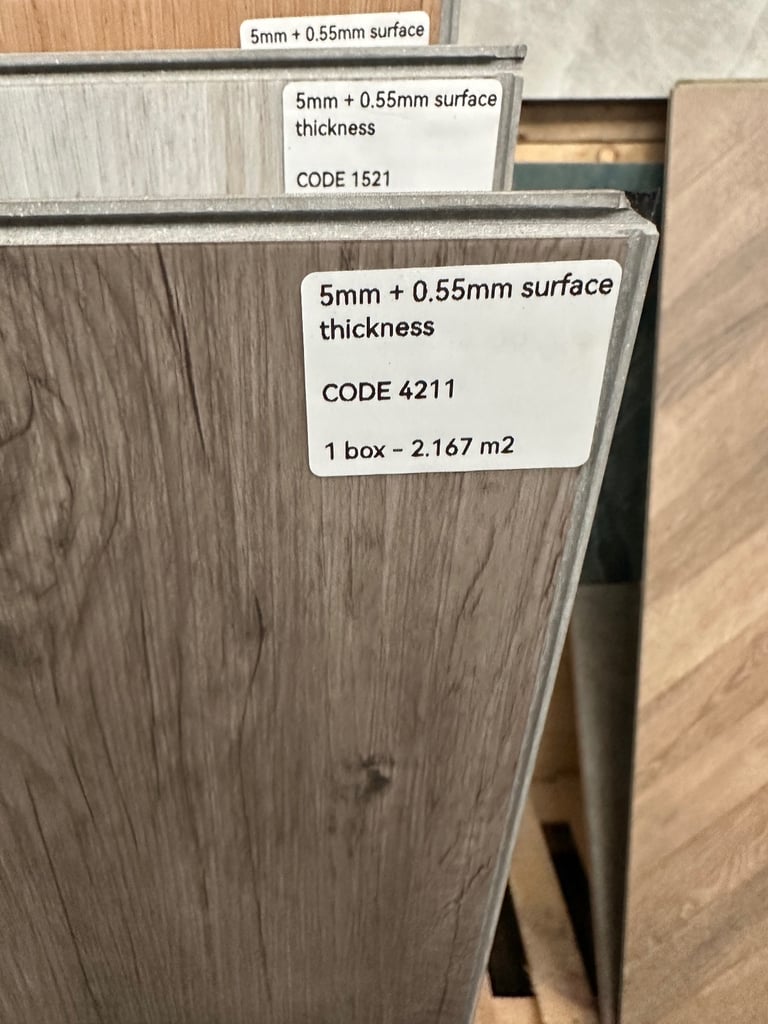 5mm + 0.55mm surface
5mm + 0.55mm surface
thickness
CODE 1521
5mm + 0.55mm surface
thickness
CODE 4211
1 box – 2.167 m2